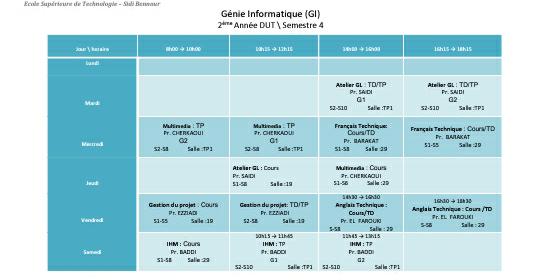 Ecole Supérieure de Technologie – Sidi Bennour
Génie Informatique (GI)
2ème Année DUT \ Semestre 4
Jour \ horaire 8h00 → 10h00 10h15 → 12h15 14h00 → 16h00 16h15 → 18h15
Lundi
Mardi
Atelier GL : TD/TP
Pr. SAIDI
G1
S2-S10 Salle :TP1
Atelier GL : TD/TP
Pr. SAIDI
G2
S2-S10 Salle :TP1
Mercredi
Multimedia : TP
Pr. CHERKAOUI
G2
S2-S8 Salle :TP1
Multimedia : TP
Pr. CHERKAOUI
G1
S2-S8 Salle :TP1
Français Technique :
Cours/TD
Pr. BARAKAT
S1-S8 Salle :29
Français Technique : Cours/TD
Pr. BARAKAT
S1-S5 Salle :29
Jeudi
Atelier GL : Cours
Pr. SAIDI
S1-S8 Salle :19
Multimedia : Cours
Pr. CHERKAOUI
S1-S8 Salle :29
Vendredi
Gestion du projet : Cours
Pr. EZZIADI
S1-S8 Salle :19
Gestion du projet: TD/TP
Pr. EZZIADI
S2-S8 Salle :19
14h30 → 16h30
Anglais Technique :
Cours/TD
Pr. EL FAROUKI
S-S8 Salle :29
16h30 → 18h30
Anglais Technique : Cours /TD
Pr. EL FAROUKI
S1-S8 Salle :29
Samedi
IHM : Cours
Pr. BADDI
S1-S8 Salle :29
10h15 → 11h45
IHM : TP
Pr. BADDI
G1
S2-S10 Salle :TP1
11h45 → 13h15
IHM : TP
Pr. BADDI
G2
S2-S10 Salle :TP1